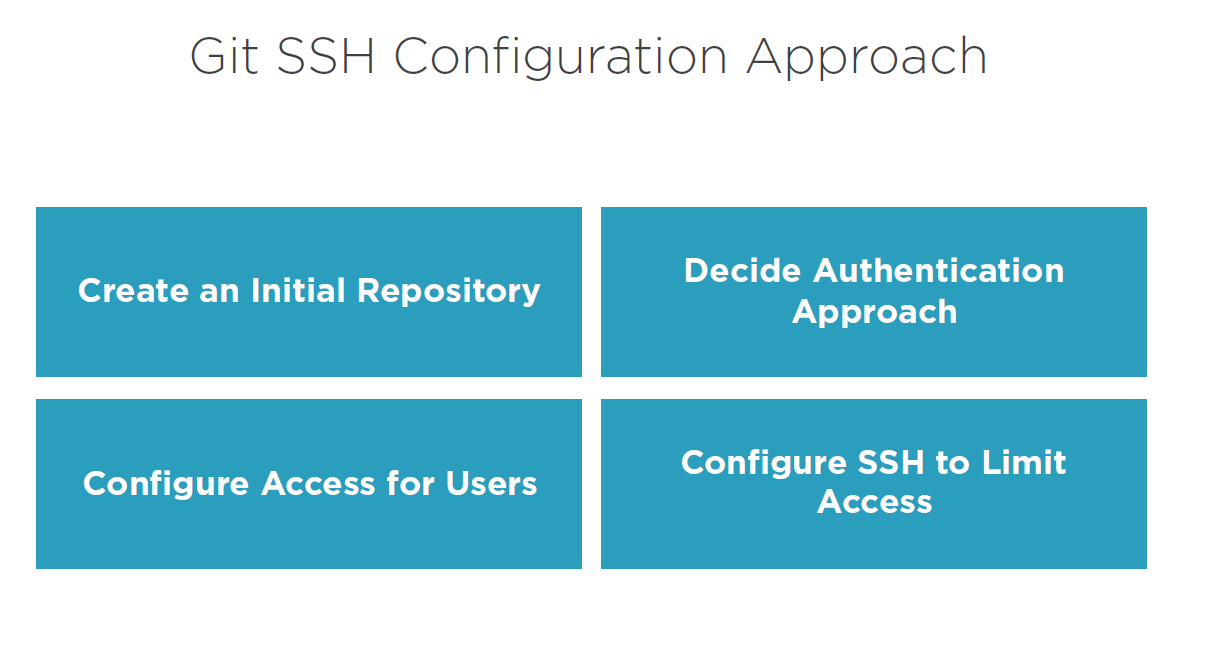 Git SSH Configuration Approach
Create an Initial Repository
Decide Authentication
Approach
Configure Access for Users
Configure SSH to Limit
Access